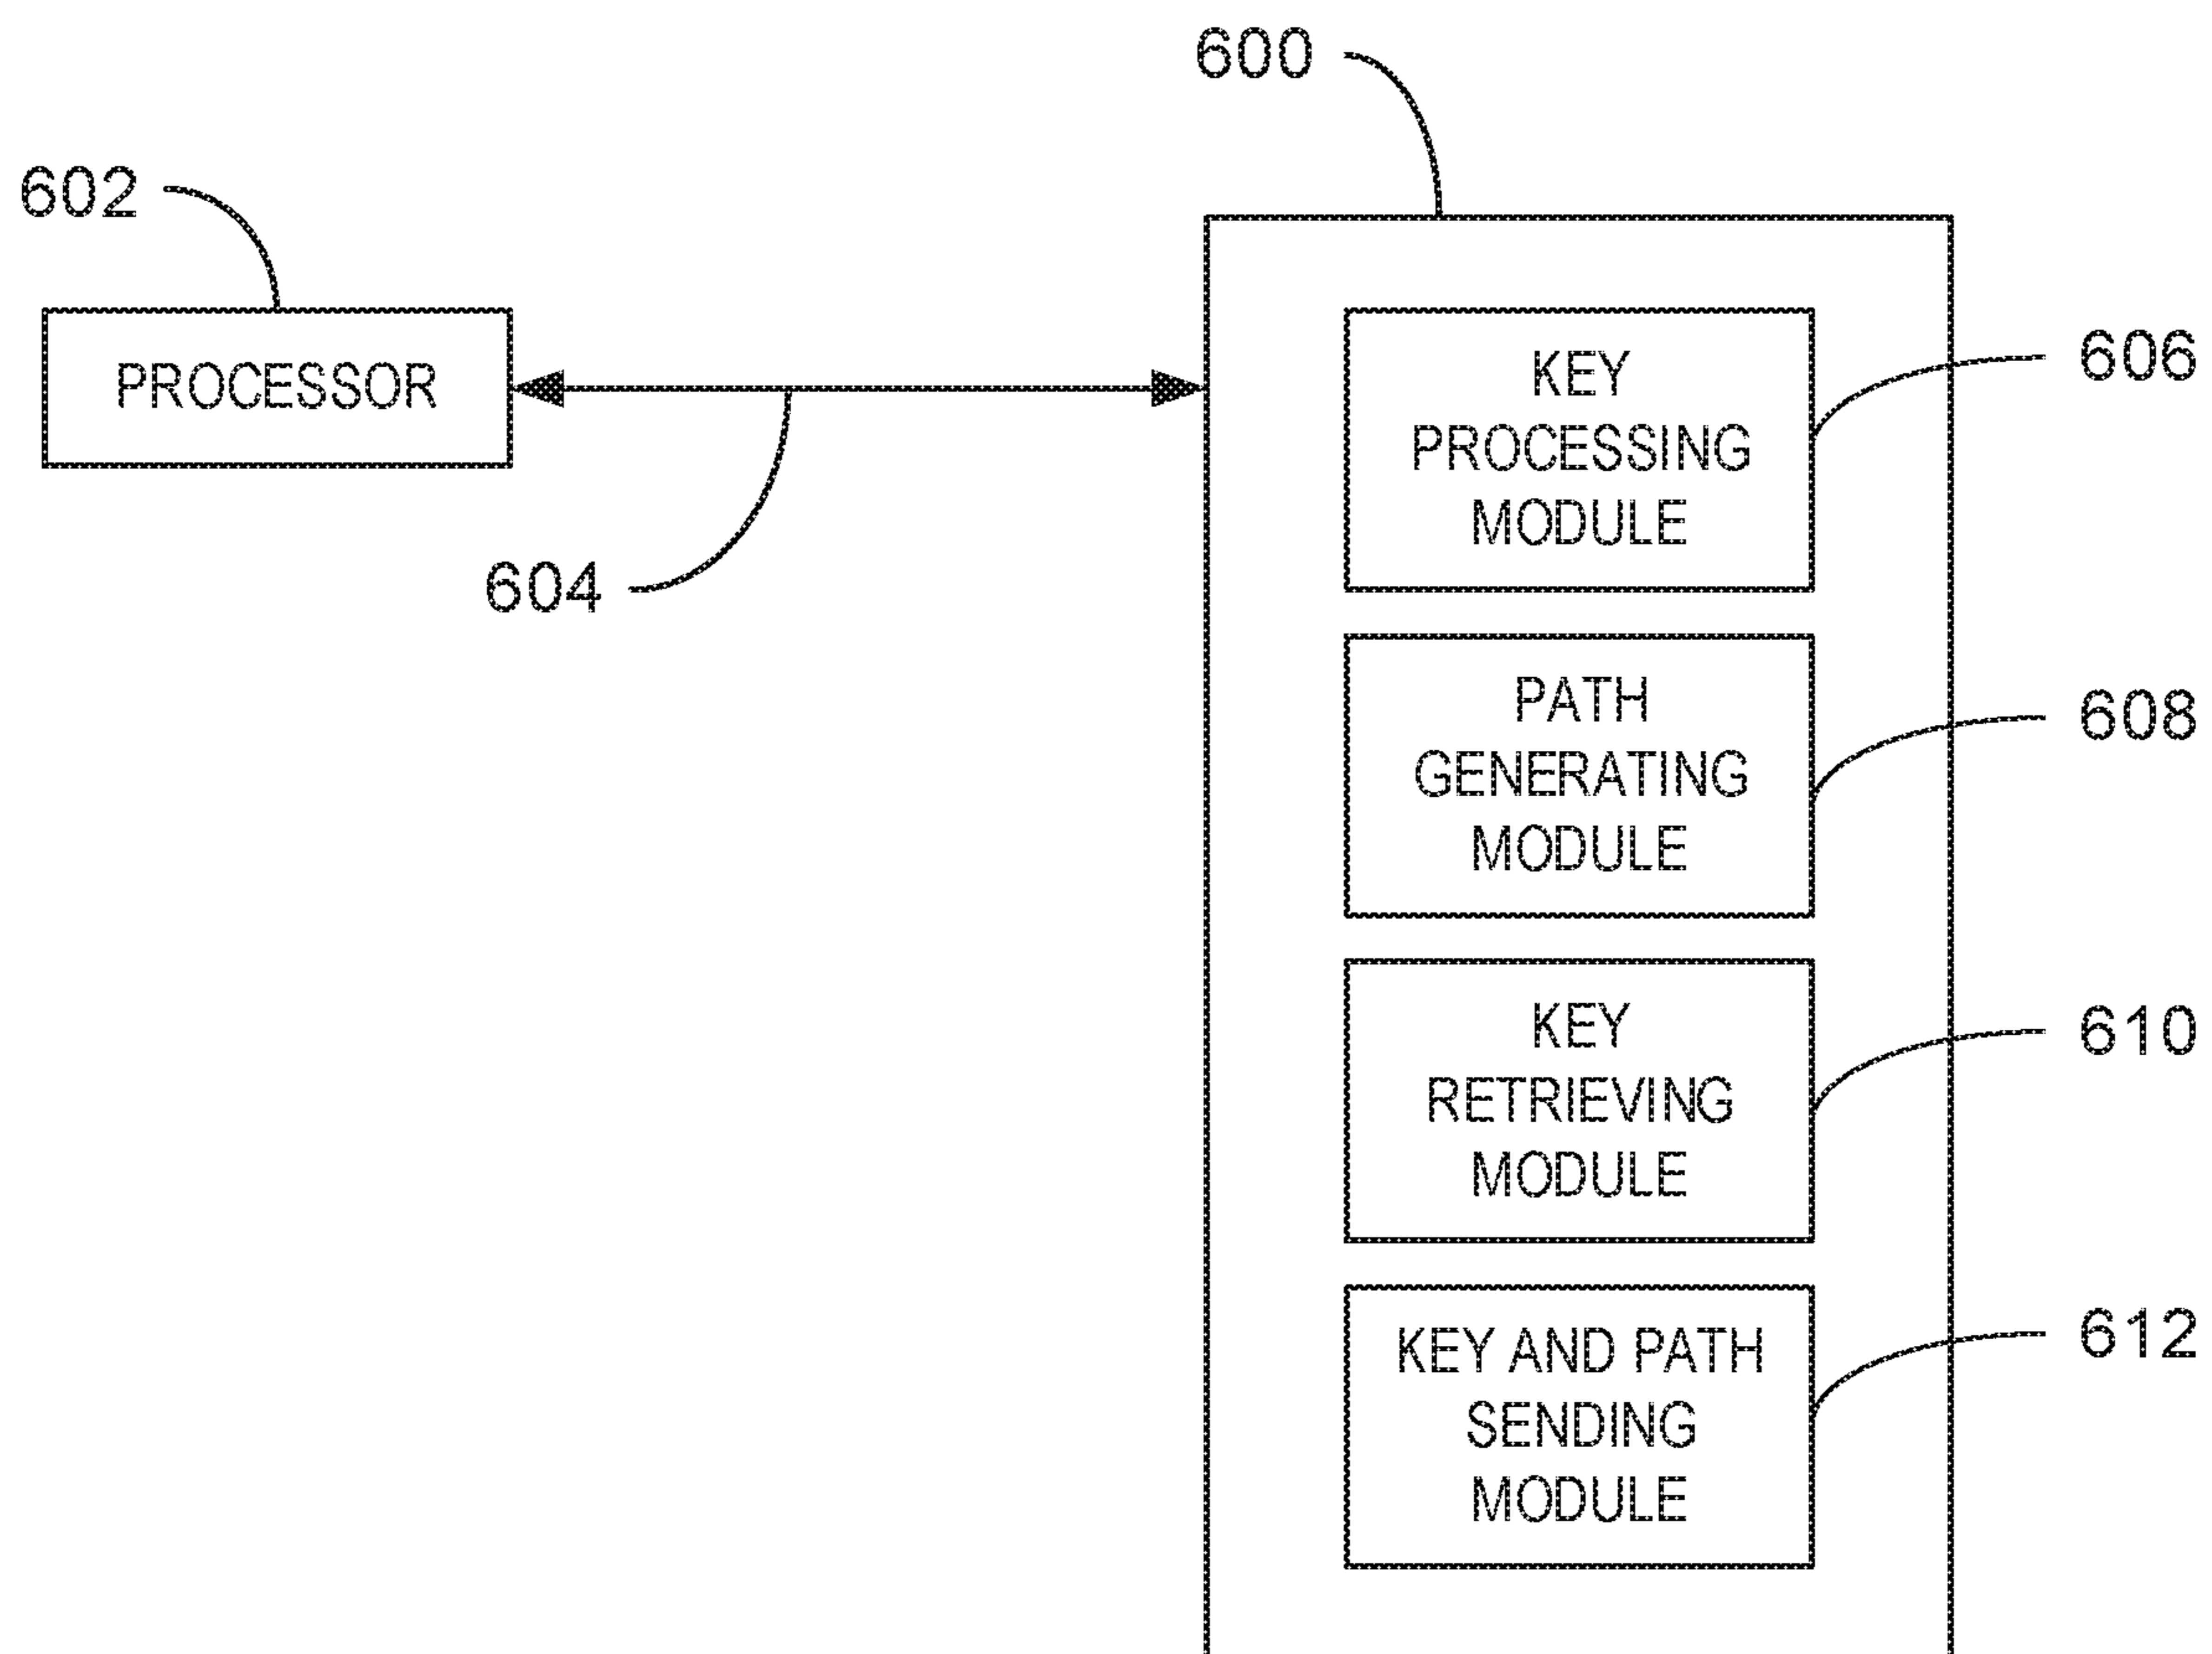 600
602
PROCESSOR
604
KEY
PROCESSING
MODULE
606
PATH
GENERATING
MODULE
608
KEY
RETRIEVING
MODULE
610
KEY AND PATH
SENDING
MODULE
612